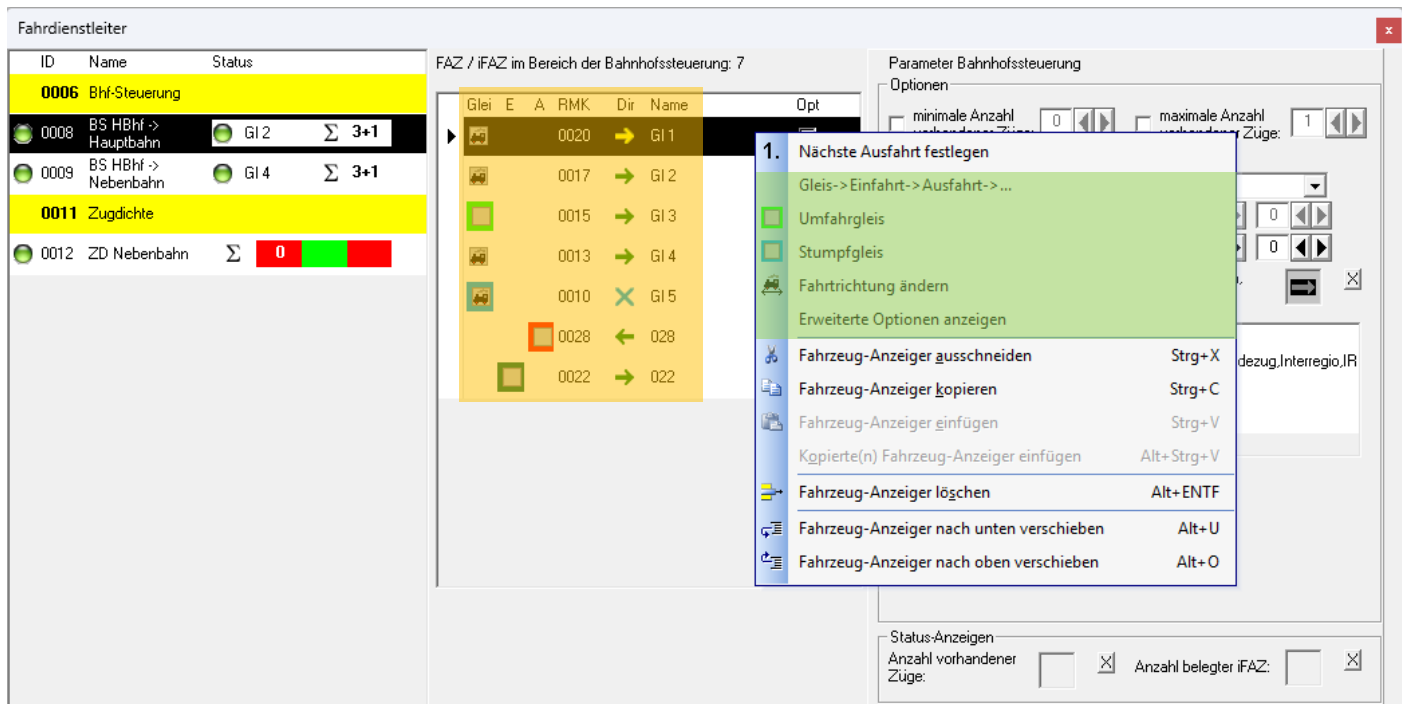 Fahrdienstleiter
x
ID Name Status
0006 Bhf-Steuerung
0008 BS HBhf -> Hauptbahn Gl 2 Σ 3+1
0009 BS HBhf -> Nebenbahn Gl 4 Σ 3+1
0011 Zugdichte
0012 ZD Nebenbahn Σ 0
FAZ / iFAZ im Bereich der Bahnhofssteuerung: 7
Glei E A RMK Dir Name Opt
0020 Gl 1
0017 Gl 2
0015 Gl 3
0013 Gl 4
0010 Gl 5
0028 028
0022 022
1. Nächste Ausfahrt festlegen
Gleis->Einfahrt->Ausfahrt->...
Umfahrgleis
Stumpfgleis
Fahrtrichtung ändern
Erweiterte Optionen anzeigen
Fahrzeug-Anzeiger ausschneiden Strg+X
Fahrzeug-Anzeiger kopieren Strg+C
Fahrzeug-Anzeiger einfügen Strg+V
Kopierte(n) Fahrzeug-Anzeiger einfügen Alt+Strg+V
Fahrzeug-Anzeiger löschen Alt+ENTF
Fahrzeug-Anzeiger nach unten verschieben Alt+U
Fahrzeug-Anzeiger nach oben verschieben Alt+O
Parameter Bahnhofssteuerung
Optionen
minimale Anzahl
0
maximale Anzahl
Züge:
1
0
0
X
dezug,Interregio,IR
Status-Anzeigen
Anzahl vorhandener
Züge:
X
Anzahl belegter iFAZ:
X